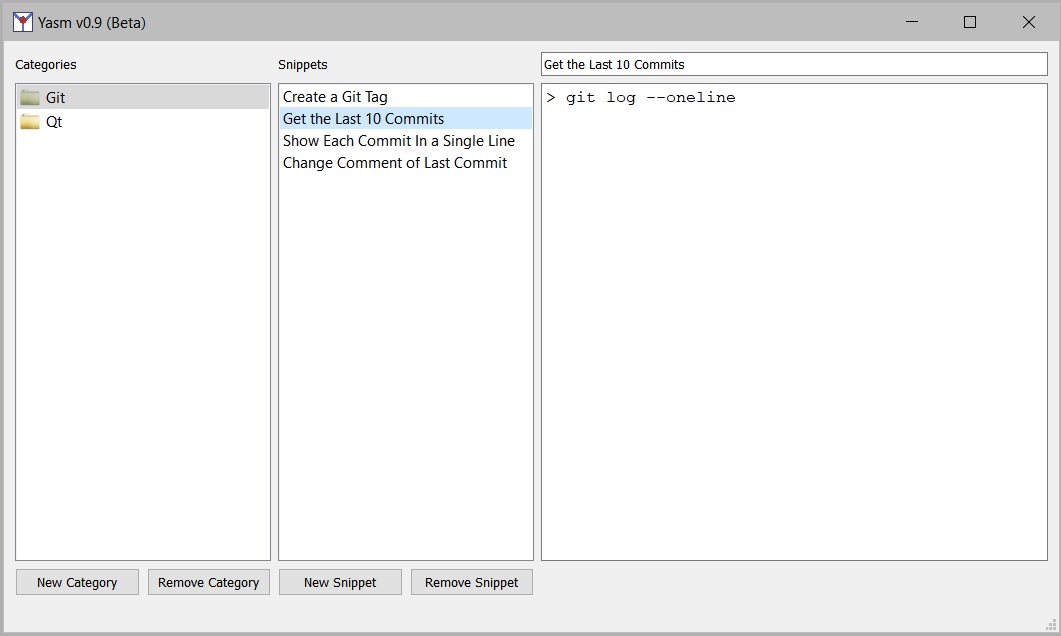 Yasm v0.9 (Beta)
Categories
Snippets
Get the Last 10 Commits
Git
Qt
Create a Git Tag
Get the Last 10 Commits
Show Each Commit In a Single Line
Change Comment of Last Commit
> git log --oneline
New Category
Remove Category
New Snippet
Remove Snippet